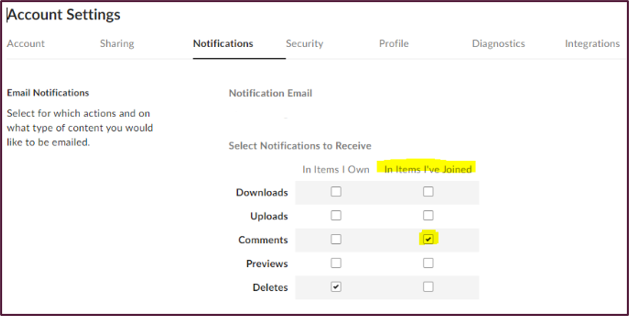 Account Settings
Account Sharing Notifications Security Profile Diagnostics Integrations
Email Notifications
Select for which actions and on
what type of content you would
like to be emailed.
Notification Email
Select Notifications to Receive
In Items I Own In Items I've Joined
Downloads
Uploads
Comments
Previews
Deletes